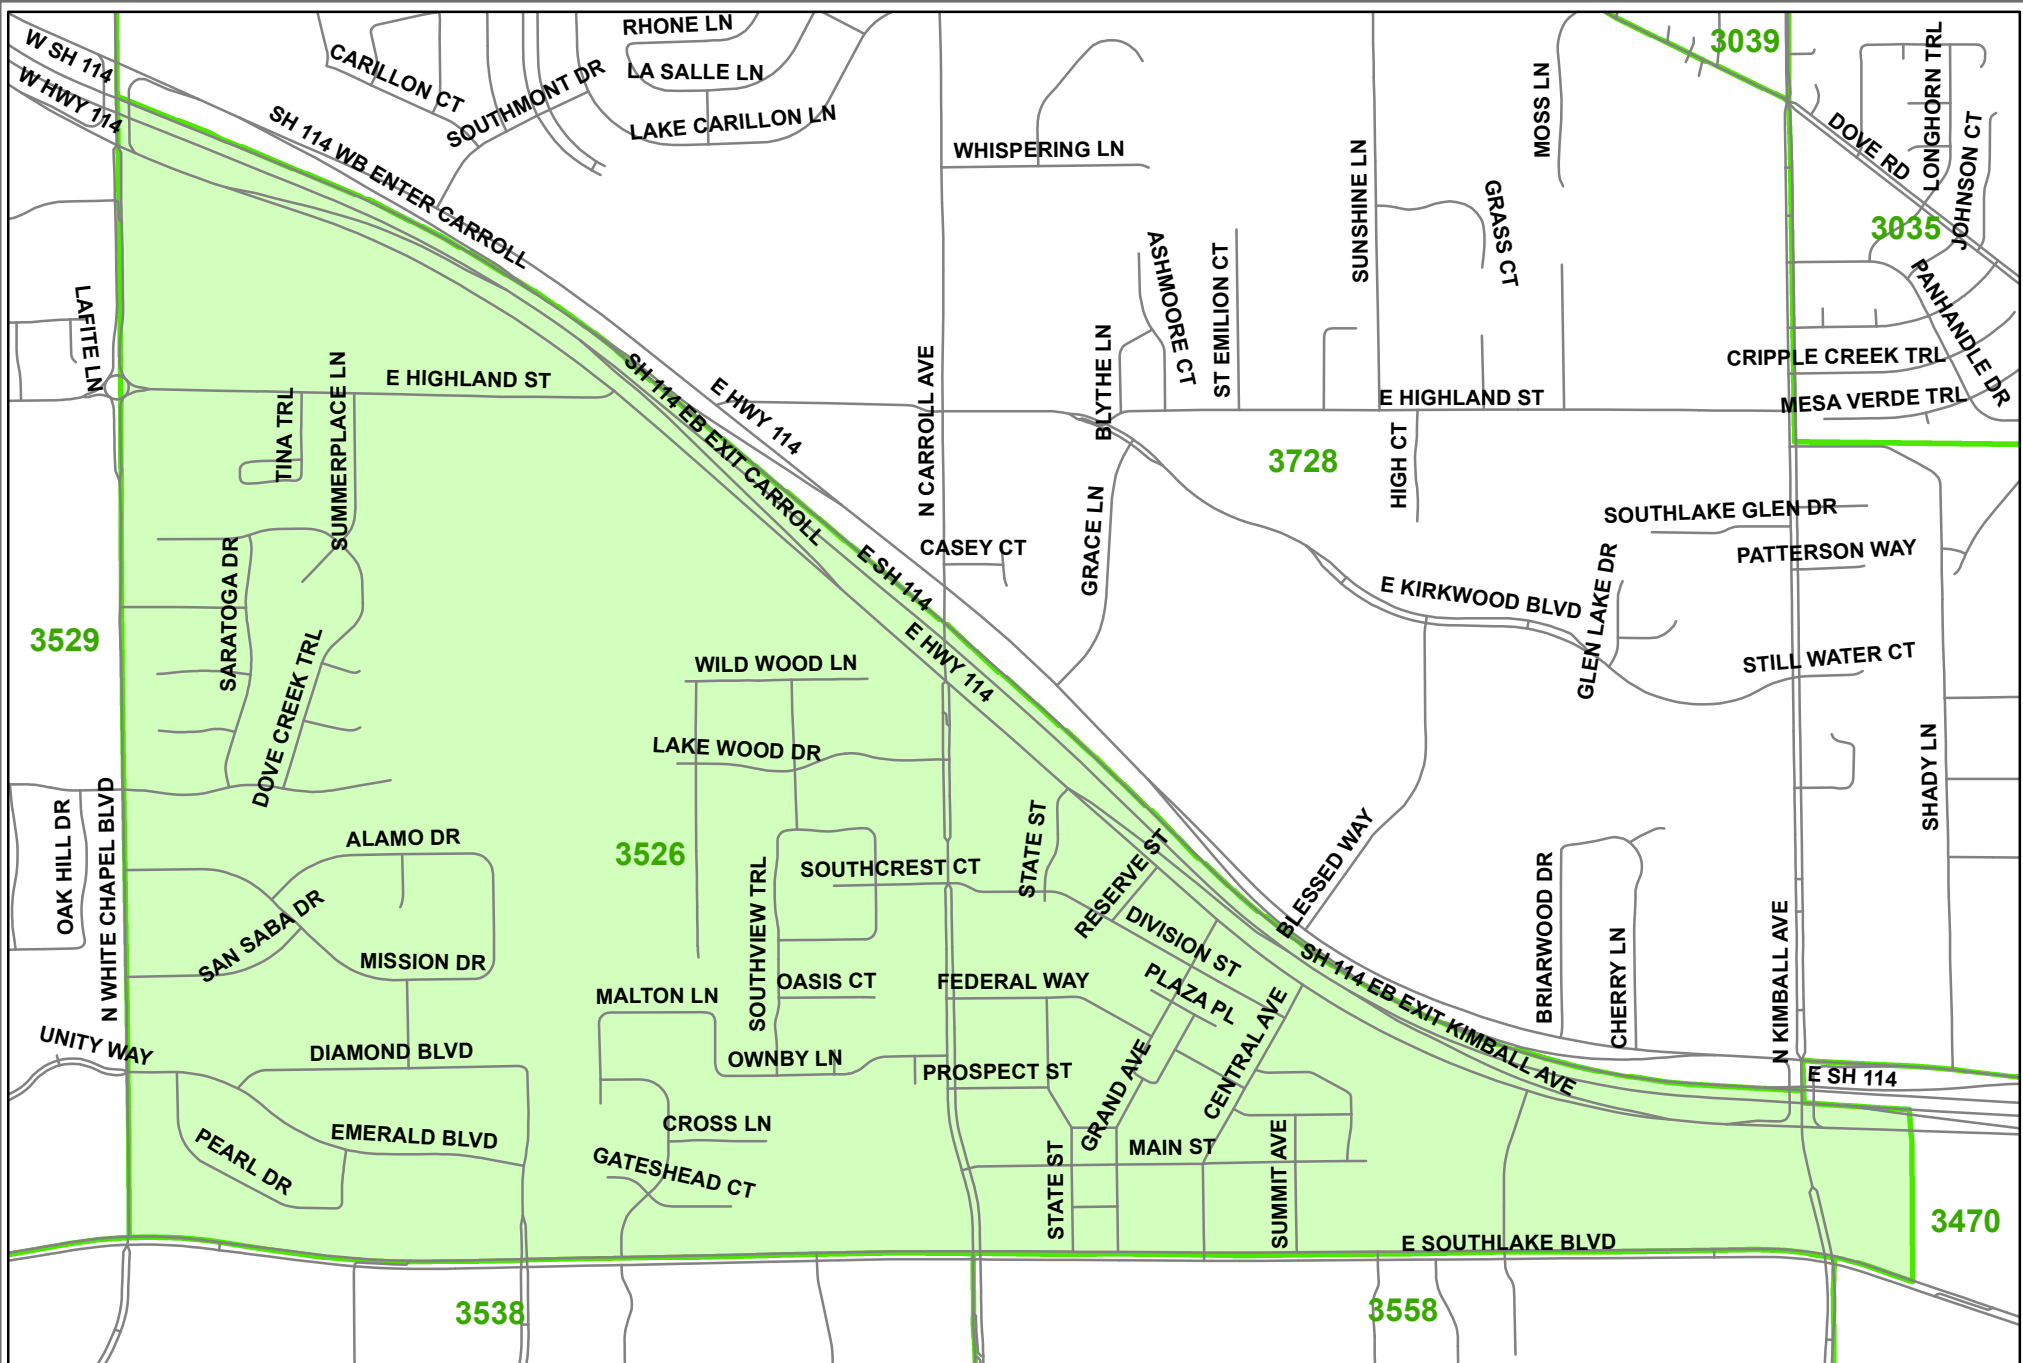 RHONE LN
3039
W SH 114
CARILLON CT
LA SALLE LN
SOUTHMONT DR
LONGHORN TRL
W HWY 114
MOSS LN
LAKE CARILLON LN
DOVE RD
JOHNSON CT
SH 114 WB ENTER CARROLL
WHISPERING LN
SUNSHINE LN
GRASS CT
3035
ASHMOORE CT
ST EMILION CT
PANHANDLE DR
LAFITE LN
CRIPPLE CREEK TRL
E HIGHLAND ST
SUMMERPLACE LN
N CARROLL AVE
BLYTHE LN
E HIGHLAND ST
MESA VERDE TRL
TINA TRL
SH 114 EB EXIT CARROLL
E HWY 114
3728
HIGH CT
GRACE LN
SOUTHLAKE GLEN DR
CASEY CT
PATTERSON WAY
SARATOGA DR
E SH 114
E KIRKWOOD BLVD
GLEN LAKE DR
3529
DOVE CREEK TRL
WILD WOOD LN
E HWY 114
STILL WATER CT
LAKE WOOD DR
SHADY LN
OAK HILL DR
N WHITE CHAPEL BLVD
ALAMO DR
3526
SOUTHCREST CT
STATE ST
RESERVE ST
BLESSED WAY
SAN SABA DR
SOUTHVIEW TRL
DIVISION ST
BRIARWOOD DR
CHERRY LN
N KIMBALL AVE
MISSION DR
OASIS CT
FEDERAL WAY
PLAZA PL
SH 114 EB EXIT KIMBALL AVE
MALTON LN
UNITY WAY
DIAMOND BLVD
OWNBY LN
PROSPECT ST
GRAND AVE
CENTRAL AVE
E SH 114
CROSS LN
PEARL DR
EMERALD BLVD
GATESHEAD CT
MAIN ST
STATE ST
SUMMIT AVE
3470
E SOUTHLAKE BLVD
3538
3558